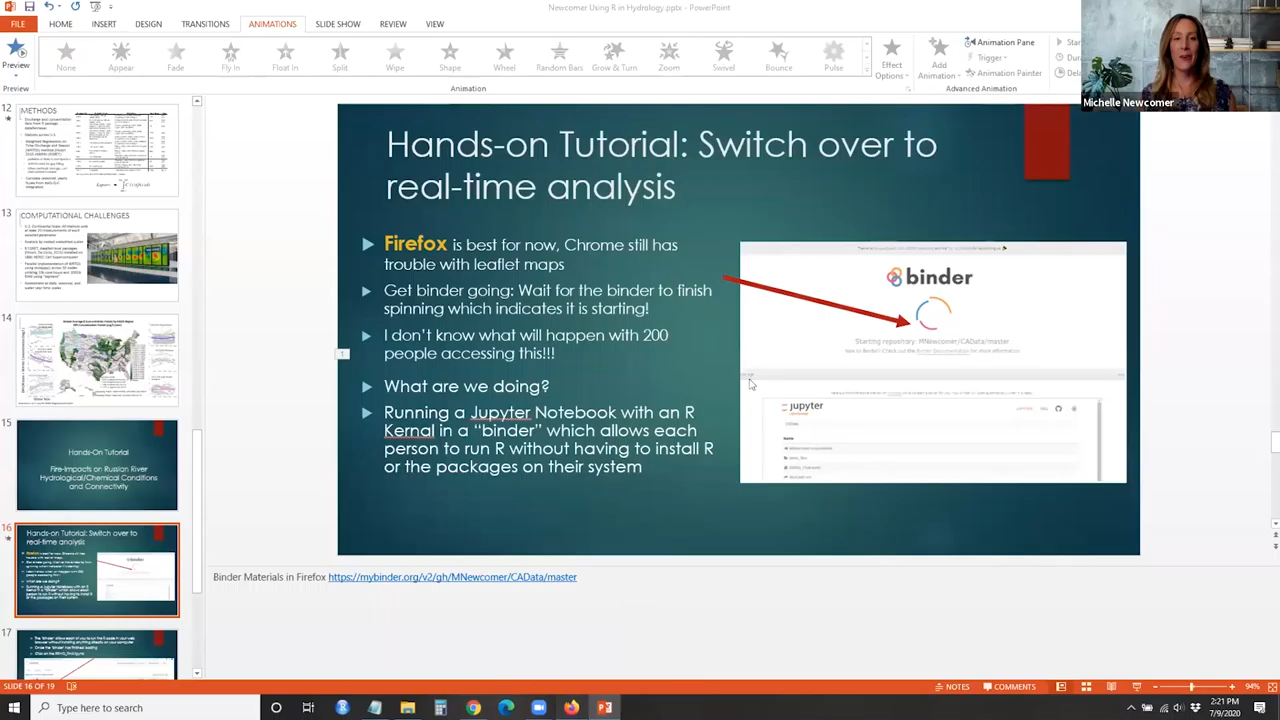 Newcomer Using R in Hydrology.pptx - PowerPoint
FILE HOME INSERT DESIGN TRANSITIONS ANIMATIONS SLIDE SHOW REVIEW VIEW
Preview
None Appear Fade Fly In Float In Split Wipe Shape Wheel Random Bars Grow & Turn Zoom Swivel Bounce Pulse
Effect Options
Add Animation
Animation Pane
Trigger
Animation Painter
Preview Animation Advanced Animation
Michelle Newcomer
12
METHODS
13
COMPUTATIONAL CHALLENGES
14
15
Hands-On Tutorial
Fire-Impacts on Russian River
Hydrological/Chemical Conditions
and Connectivity
16
Hands-on Tutorial: Switch over to
real-time analysis
17
Hands-on Tutorial: Switch over to
real-time analysis
Firefox is best for now, Chrome still has
trouble with leaflet maps
Get binder going: Wait for the binder to finish
spinning which indicates it is starting!
I don't know what will happen with 200
people accessing this!!!
What are we doing?
Running a Jupyter Notebook with an R
Kernal in a "binder" which allows each
person to run R without having to install R
or the packages on their system
binder
Starting repository: MNewcomer/CAData/master
jupyter
1
Binder Materials in Firefox https://mybinder.org/v2/gh/MNewcomer/CAData/master
SLIDE 16 OF 19
NOTES COMMENTS
94%
Type here to search
2:21 PM
7/9/2020